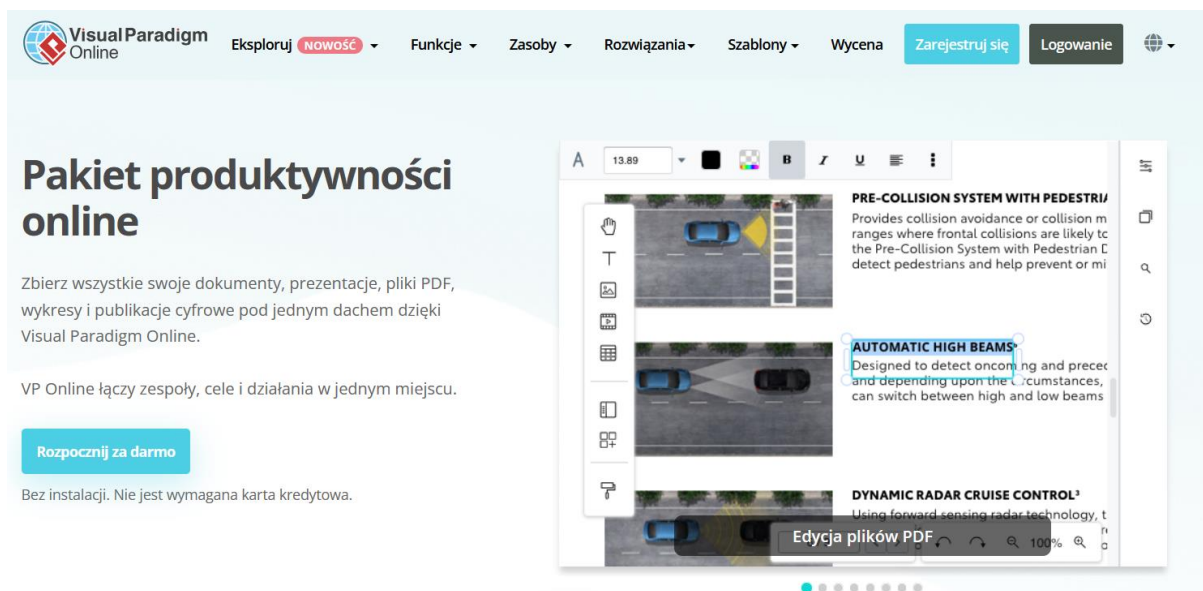 Visual Paradigm
Online
Eksploruj NOWOŚĆ Funkcje Zasoby Rozwiązania Szablony Wycena Zarejestruj się Logowanie
Pakiet produktywności
online
Zbierz wszystkie swoje dokumenty, prezentacje, pliki PDF,
wykresy i publikacje cyfrowe pod jednym dachem dzięki
Visual Paradigm Online.
VP Online łączy zespoły, cele i działania w jednym miejscu.
Rozpocznij za darmo
Bez instalacji. Nie jest wymagana karta kredytowa.
A 13.89 B I U
PRE-COLLISION SYSTEM WITH PEDESTRI
Provides collision avoidance or collision m
ranges where frontal collisions are likely to
the Pre-Collision System with Pedestrian D
detect pedestrians and help prevent or mi
AUTOMATIC HIGH BEAMS
Designed to detect oncoming and preced
and depending upon the circumstances,
can switch between high and low beams
DYNAMIC RADAR CRUISE CONTROL³
Using forward sensing radar technology, t
Edycja plików PDF
100%